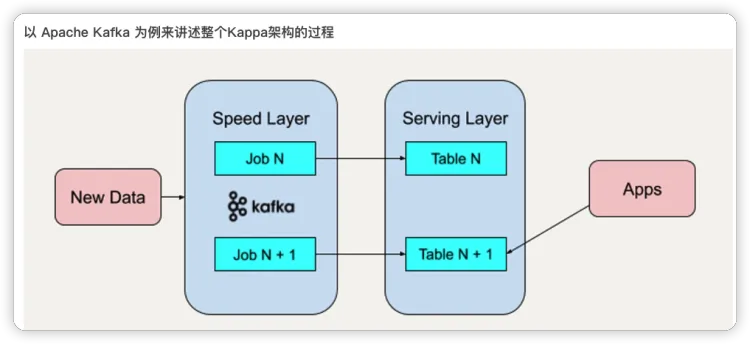 以 Apache Kafka 为例来讲述整个Kappa架构的过程
Speed Layer
Serving Layer
Job N
Table N
New Data
kafka
Apps
Job N + 1
Table N + 1